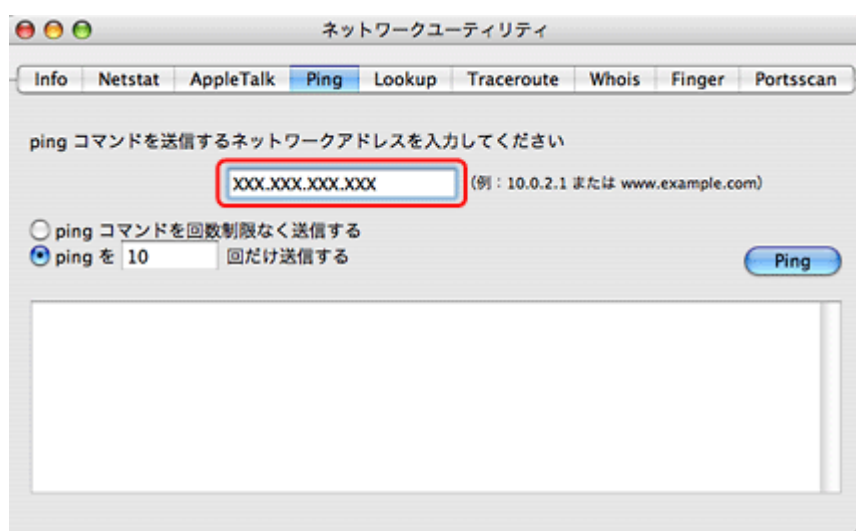 ネットワークユーティリティ
Info Netstat AppleTalk Ping Lookup Traceroute Whois Finger Portsscan
ping コマンドを送信するネットワークアドレスを入力してください
XXX.XXX.XXX.XXX (例：10.0.2.1 または www.example.com)
ping コマンドを回数制限なく送信する
ping を 10 回だけ送信する
Ping